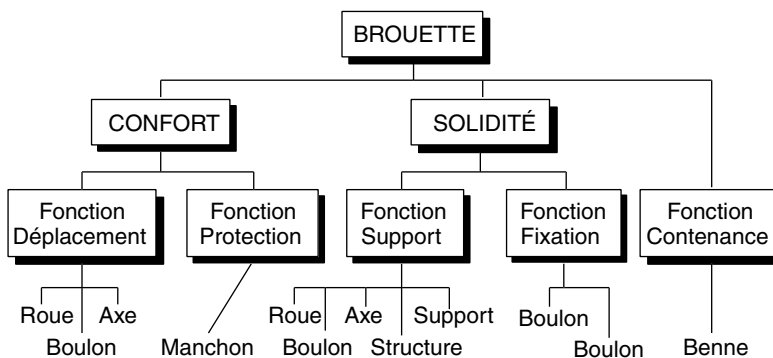 BROUETTE
CONFORT
SOLIDITÉ
Fonction
Déplacement
Fonction
Protection
Fonction
Support
Fonction
Fixation
Fonction
Contenance
Roue
Axe
Boulon
Manchon
Roue
Axe
Support
Boulon
Structure
Boulon
Boulon
Benne